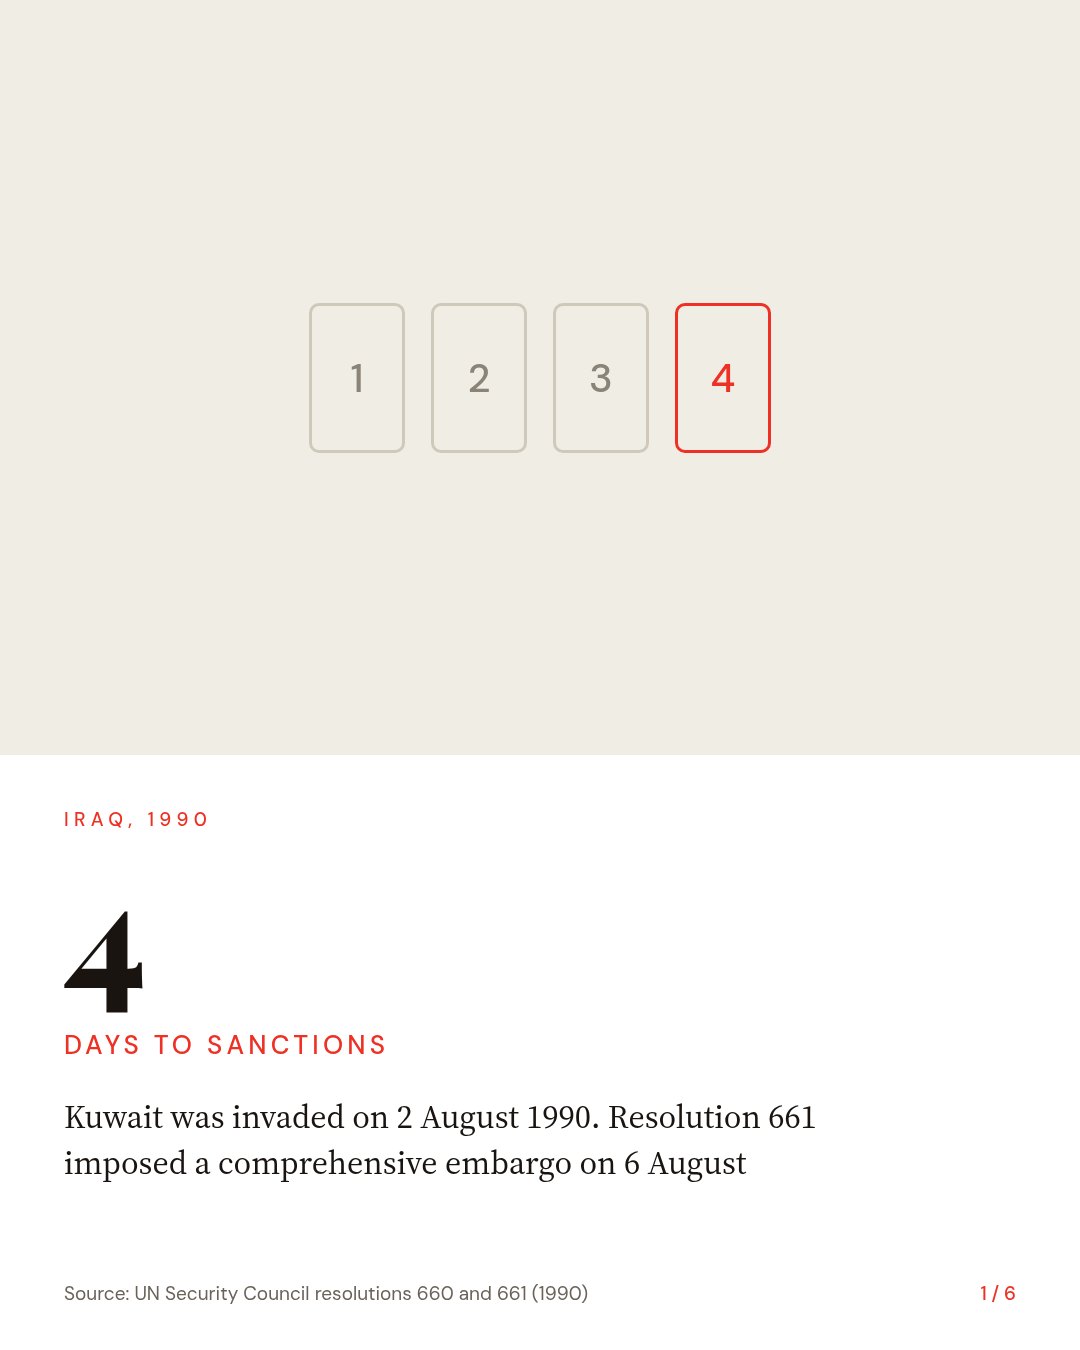 1 2 3 4
IRAQ, 1990
4
DAYS TO SANCTIONS
Kuwait was invaded on 2 August 1990. Resolution 661
imposed a comprehensive embargo on 6 August
Source: UN Security Council resolutions 660 and 661 (1990)
1 / 6